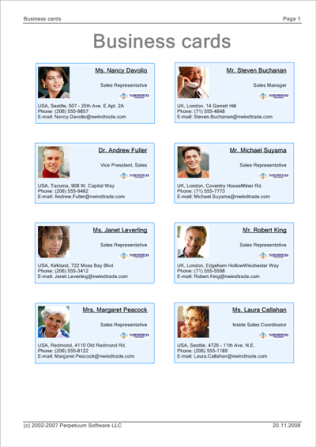 Business cards Page 1
Business cards
Ms. Nancy Davolio
Sales Representative
USA, Seattle, 507 - 20th Ave. E Apt. 2A
Phone: (206) 555-9857
E-mail: Nancy.Davolio@nwindtrade.com
Mr. Steven Buchanan
Sales Manager
UK, London, 14 Garrett Hill
Phone: (71) 555-4848
E-mail: Steven.Buchanan@nwindtrade.com
Dr. Andrew Fuller
Vice President, Sales
USA, Tacoma, 908 W. Capital Way
Phone: (206) 555-9482
E-mail: Andrew.Fuller@nwindtrade.com
Mr. Michael Suyama
Sales Representative
UK, London, Coventry HouseMiner Rd.
Phone: (71) 555-7773
E-mail: Michael.Suyama@nwindtrade.com
Ms. Janet Leverling
Sales Representative
USA, Kirkland, 722 Moss Bay Blvd.
Phone: (206) 555-3412
E-mail: Janet.Leverling@nwindtrade.com
Mr. Robert King
Sales Representative
UK, London, Edgeham HollowWinchester Way
Phone: (71) 555-5598
E-mail: Robert.King@nwindtrade.com
Mrs. Margaret Peacock
Sales Representative
USA, Redmond, 4110 Old Redmond Rd.
Phone: (206) 555-8122
E-mail: Margaret.Peacock@nwindtrade.com
Ms. Laura Callahan
Inside Sales Coordinator
USA, Seattle, 4726 - 11th Ave. N.E.
Phone: (206) 555-1189
E-mail: Laura.Callahan@nwindtrade.com
(c) 2002-2007 Perpetuum Software LLC 20.11.2008